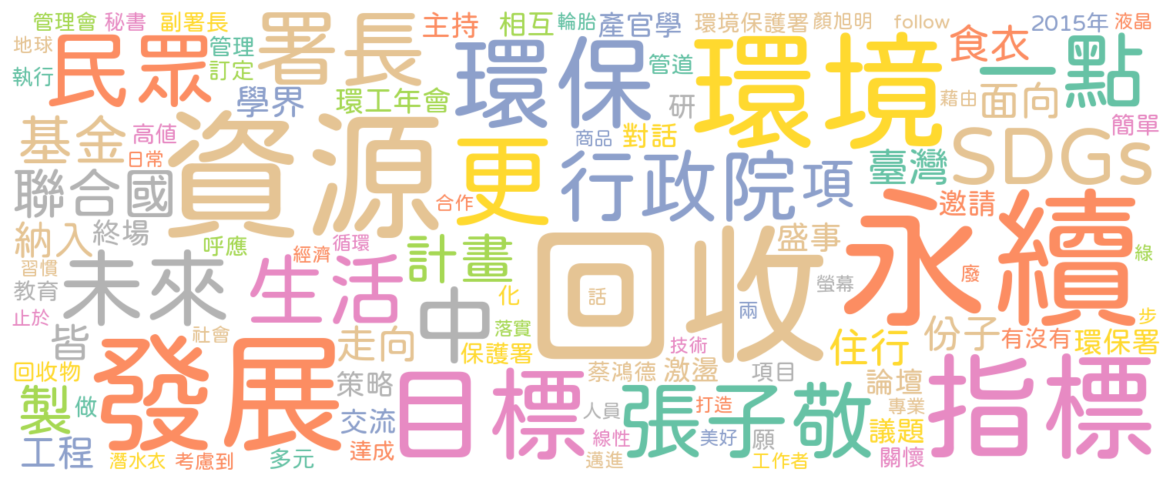 管理會 秘書 副署長 署長 主持 相互 輪胎 產官學 環境保護署 顏旭明 follow 2015年 液晶
地球 民眾 管理 環保 管道 環境 食衣 一點
執行 訂定 學界 環工年會 研 藉由 面向 簡單
基金 高值 資源 更 商品 對話 行政院 項 臺灣 SDGs
日常
聯合國 合作 邀請
納入 終場 呼應 經濟 循環 計畫 回收 盛事 永續 綠
習慣 教育 未來 生活 中 化 話 螢幕 廢
止於 皆 社會 走向 落實 保護署 兩 技術 住行 份子 有沒有 環保署 步
回收物 發展 策略 目標 蔡鴻德 激盪 項目 論壇 指標
製 做 交流 人員 張子敬 打造 專業
工程 達成 線性 美好 願 議題
潛水衣 考慮到 多元 邁進 工作者 關懷